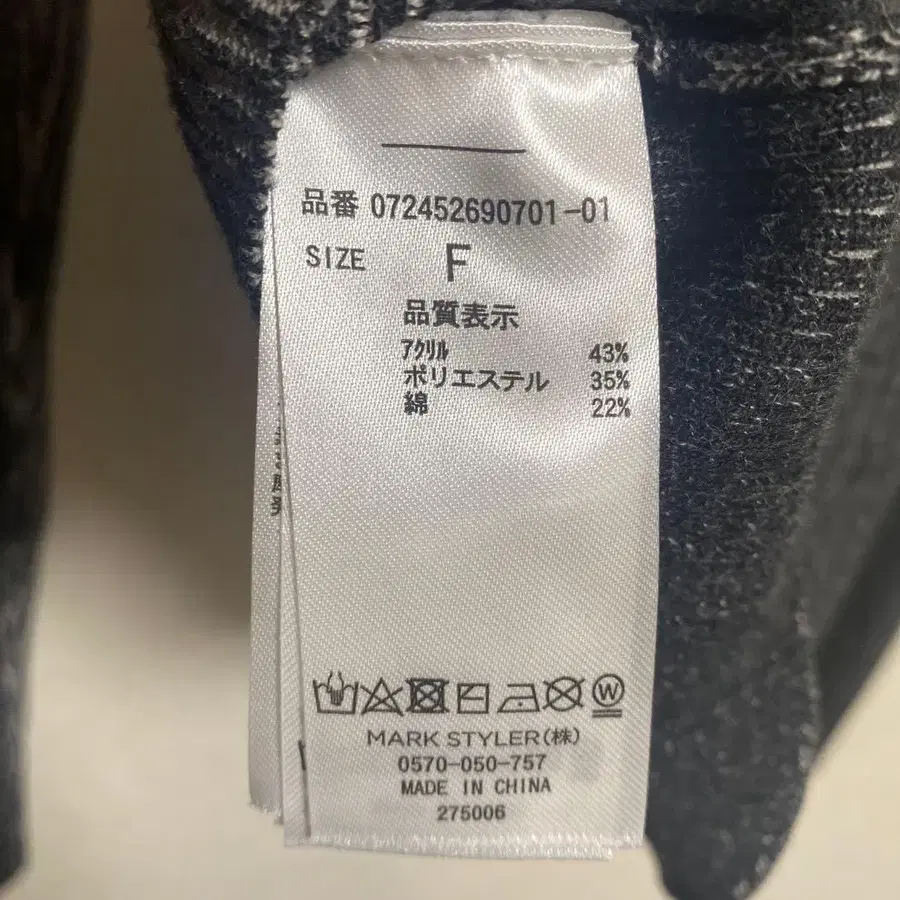 品番 072452690701-01
SIZE F
品質表示
ｱｸﾘﾙ 43%
ポリエステル 35%
綿 22%
W
MARK STYLER(株)
0570-050-757
MADE IN CHINA
275006